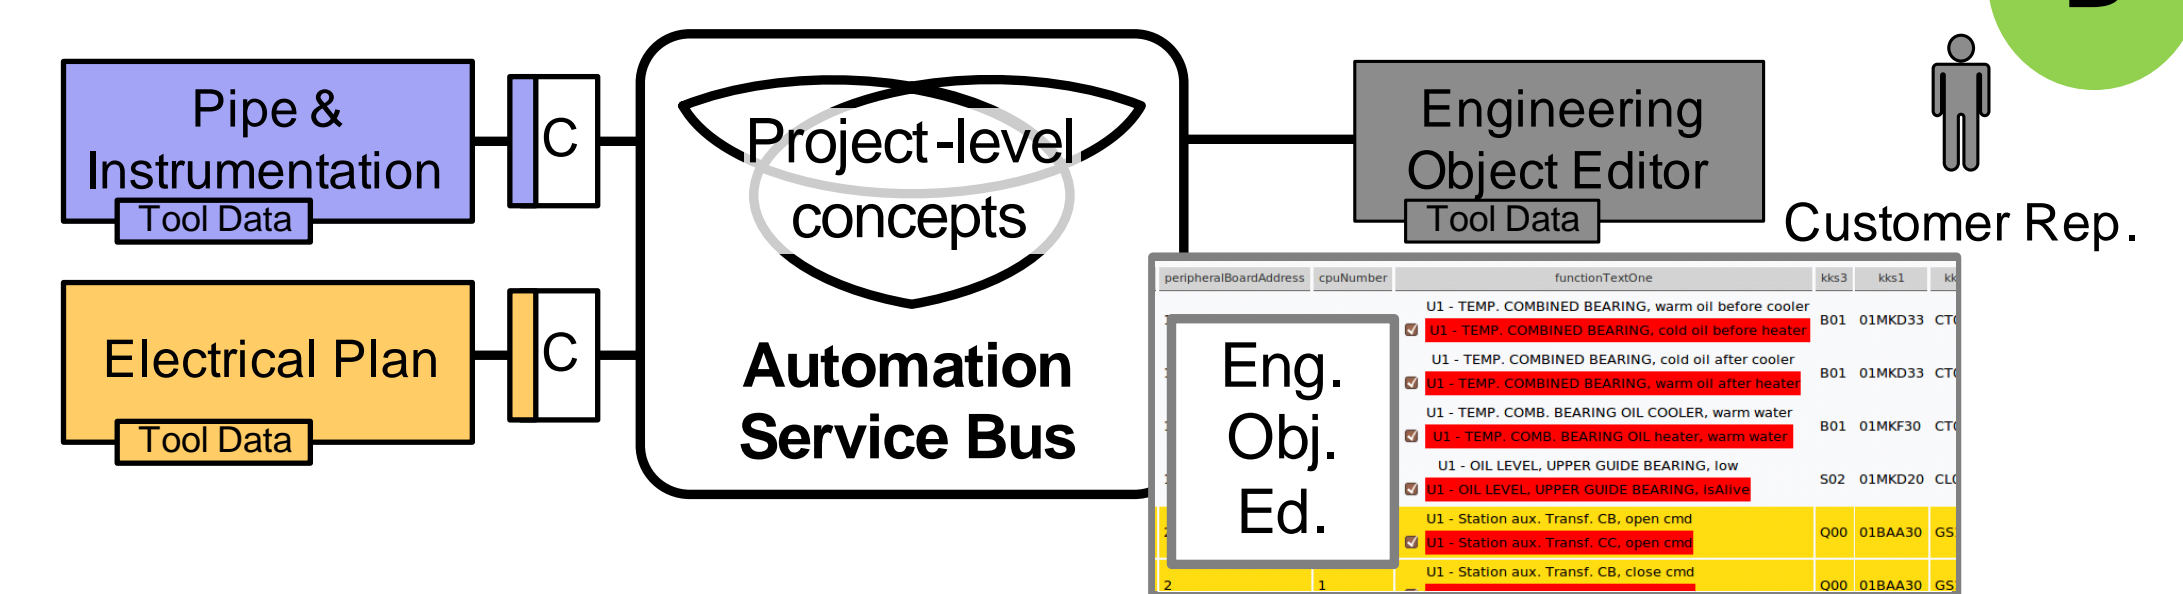 Pipe &
Instrumentation
Tool Data
C
Electrical Plan
Tool Data
C
Project-level
concepts
Automation
Service Bus
Engineering
Object Editor
Tool Data
Customer Rep.
peripheralBoardAddress cpuNumber functionTextOne kks3 kks1
U1 - TEMP. COMBINED BEARING, warm oil before cooler
B01 01MKD33
U1 - TEMP. COMBINED BEARING, cold oil before heater
U1 - TEMP. COMBINED BEARING, cold oil after cooler
B01 01MKD33
U1 - TEMP. COMBINED BEARING, warm oil after heater
U1 - TEMP. COMB. BEARING OIL COOLER, warm water
B01 01MKF30
U1 - TEMP. COMB. BEARING OIL heater, warm water
U1 - OIL LEVEL, UPPER GUIDE BEARING, low
S02 01MKD20
U1 - OIL LEVEL, UPPER GUIDE BEARING, isAlive
U1 - Station aux. Transf. CB, open cmd
Q00 01BAA30
U1 - Station aux. Transf. CC, open cmd
U1 - Station aux. Transf. CB, close cmd
2 1 Q00 01BAA30
Eng.
Obj.
Ed.